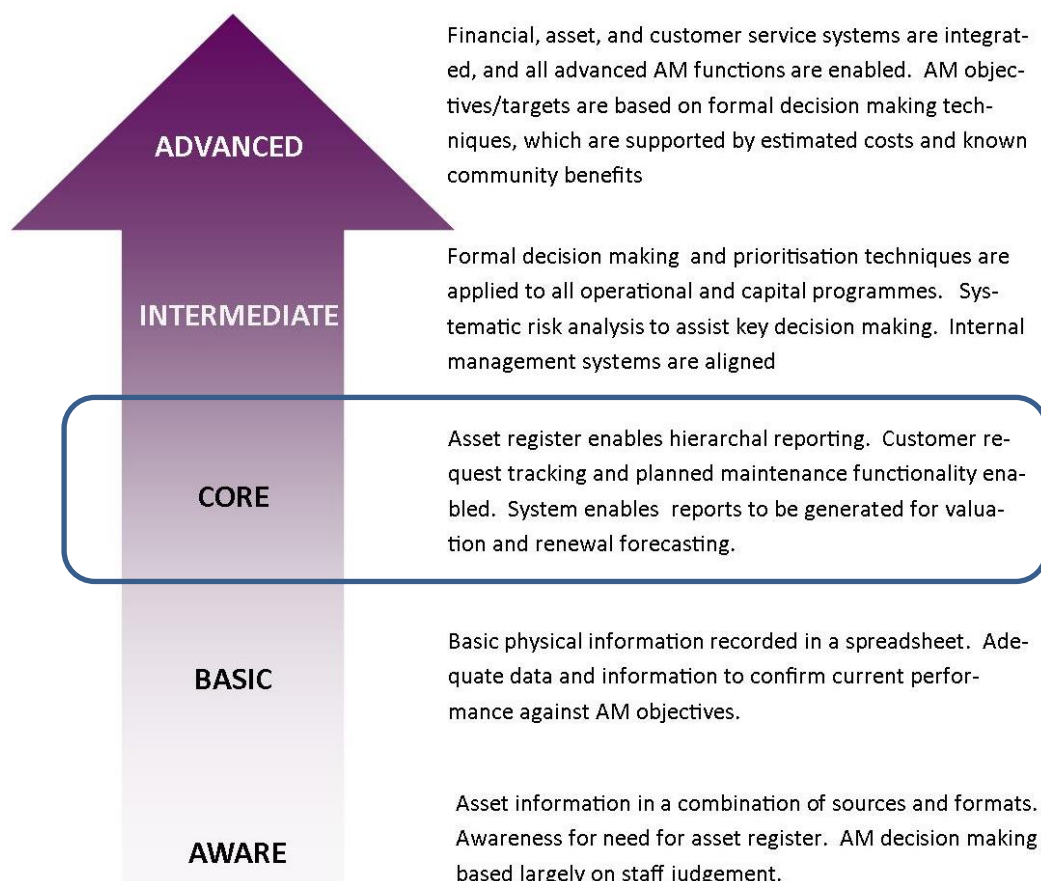 Financial, asset, and customer service systems are integrat-
ed, and all advanced AM functions are enabled.  AM objec-
tives/targets are based on formal decision making tech-
niques, which are supported by estimated costs and known
community benefits
ADVANCED
Formal decision making  and prioritisation techniques are
applied to all operational and capital programmes.   Sys-
tematic risk analysis to assist key decision making.  Internal
management systems are aligned
INTERMEDIATE
Asset register enables hierarchal reporting.  Customer re-
quest tracking and planned maintenance functionality ena-
bled.  System enables  reports to be generated for valua-
tion and renewal forecasting.
CORE
Basic physical information recorded in a spreadsheet.  Ade-
quate data and information to confirm current perfor-
mance against AM objectives.
BASIC
Asset information in a combination of sources and formats.
Awareness for need for asset register.  AM decision making
based largely on staff judgement.
AWARE